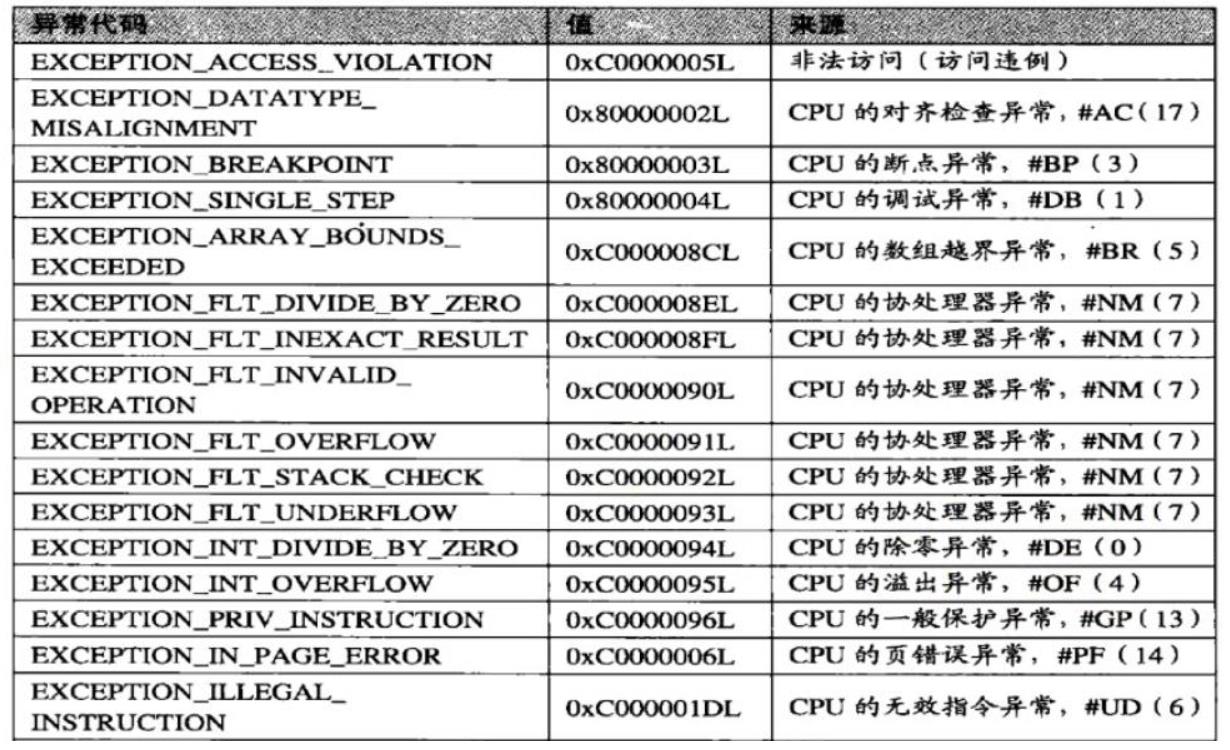 异常代码 值 来源
EXCEPTION_ACCESS_VIOLATION 0xC0000005L 非法访问（访问违例）
EXCEPTION_DATATYPE_
MISALIGNMENT 0x80000002L CPU 的对齐检查异常，#AC（17）
EXCEPTION_BREAKPOINT 0x80000003L CPU 的断点异常，#BP（3）
EXCEPTION_SINGLE_STEP 0x80000004L CPU 的调试异常，#DB（1）
EXCEPTION_ARRAY_BOUNDS_
EXCEEDED 0xC000008CL CPU 的数组越界异常，#BR（5）
EXCEPTION_FLT_DIVIDE_BY_ZERO 0xC000008EL CPU 的协处理器异常，#NM（7）
EXCEPTION_FLT_INEXACT_RESULT 0xC000008FL CPU 的协处理器异常，#NM（7）
EXCEPTION_FLT_INVALID_
OPERATION 0xC0000090L CPU 的协处理器异常，#NM（7）
EXCEPTION_FLT_OVERFLOW 0xC0000091L CPU 的协处理器异常，#NM（7）
EXCEPTION_FLT_STACK_CHECK 0xC0000092L CPU 的协处理器异常，#NM（7）
EXCEPTION_FLT_UNDERFLOW 0xC0000093L CPU 的协处理器异常，#NM（7）
EXCEPTION_INT_DIVIDE_BY_ZERO 0xC0000094L CPU 的除零异常，#DE（0）
EXCEPTION_INT_OVERFLOW 0xC0000095L CPU 的溢出异常，#OF（4）
EXCEPTION_PRIV_INSTRUCTION 0xC0000096L CPU 的一般保护异常，#GP（13）
EXCEPTION_IN_PAGE_ERROR 0xC0000006L CPU 的页错误异常，#PF（14）
EXCEPTION_ILLEGAL_
INSTRUCTION 0xC000001DL CPU 的无效指令异常，#UD（6）